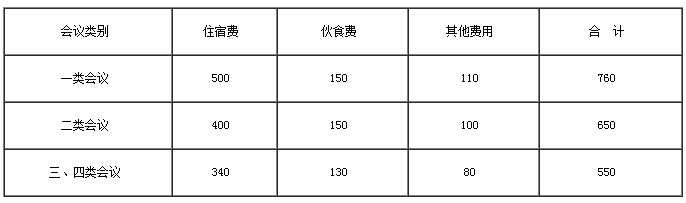 会议类别 住宿费 伙食费 其他费用 合 计
一类会议 500 150 110 760
二类会议 400 150 100 650
三、四类会议 340 130 80 550